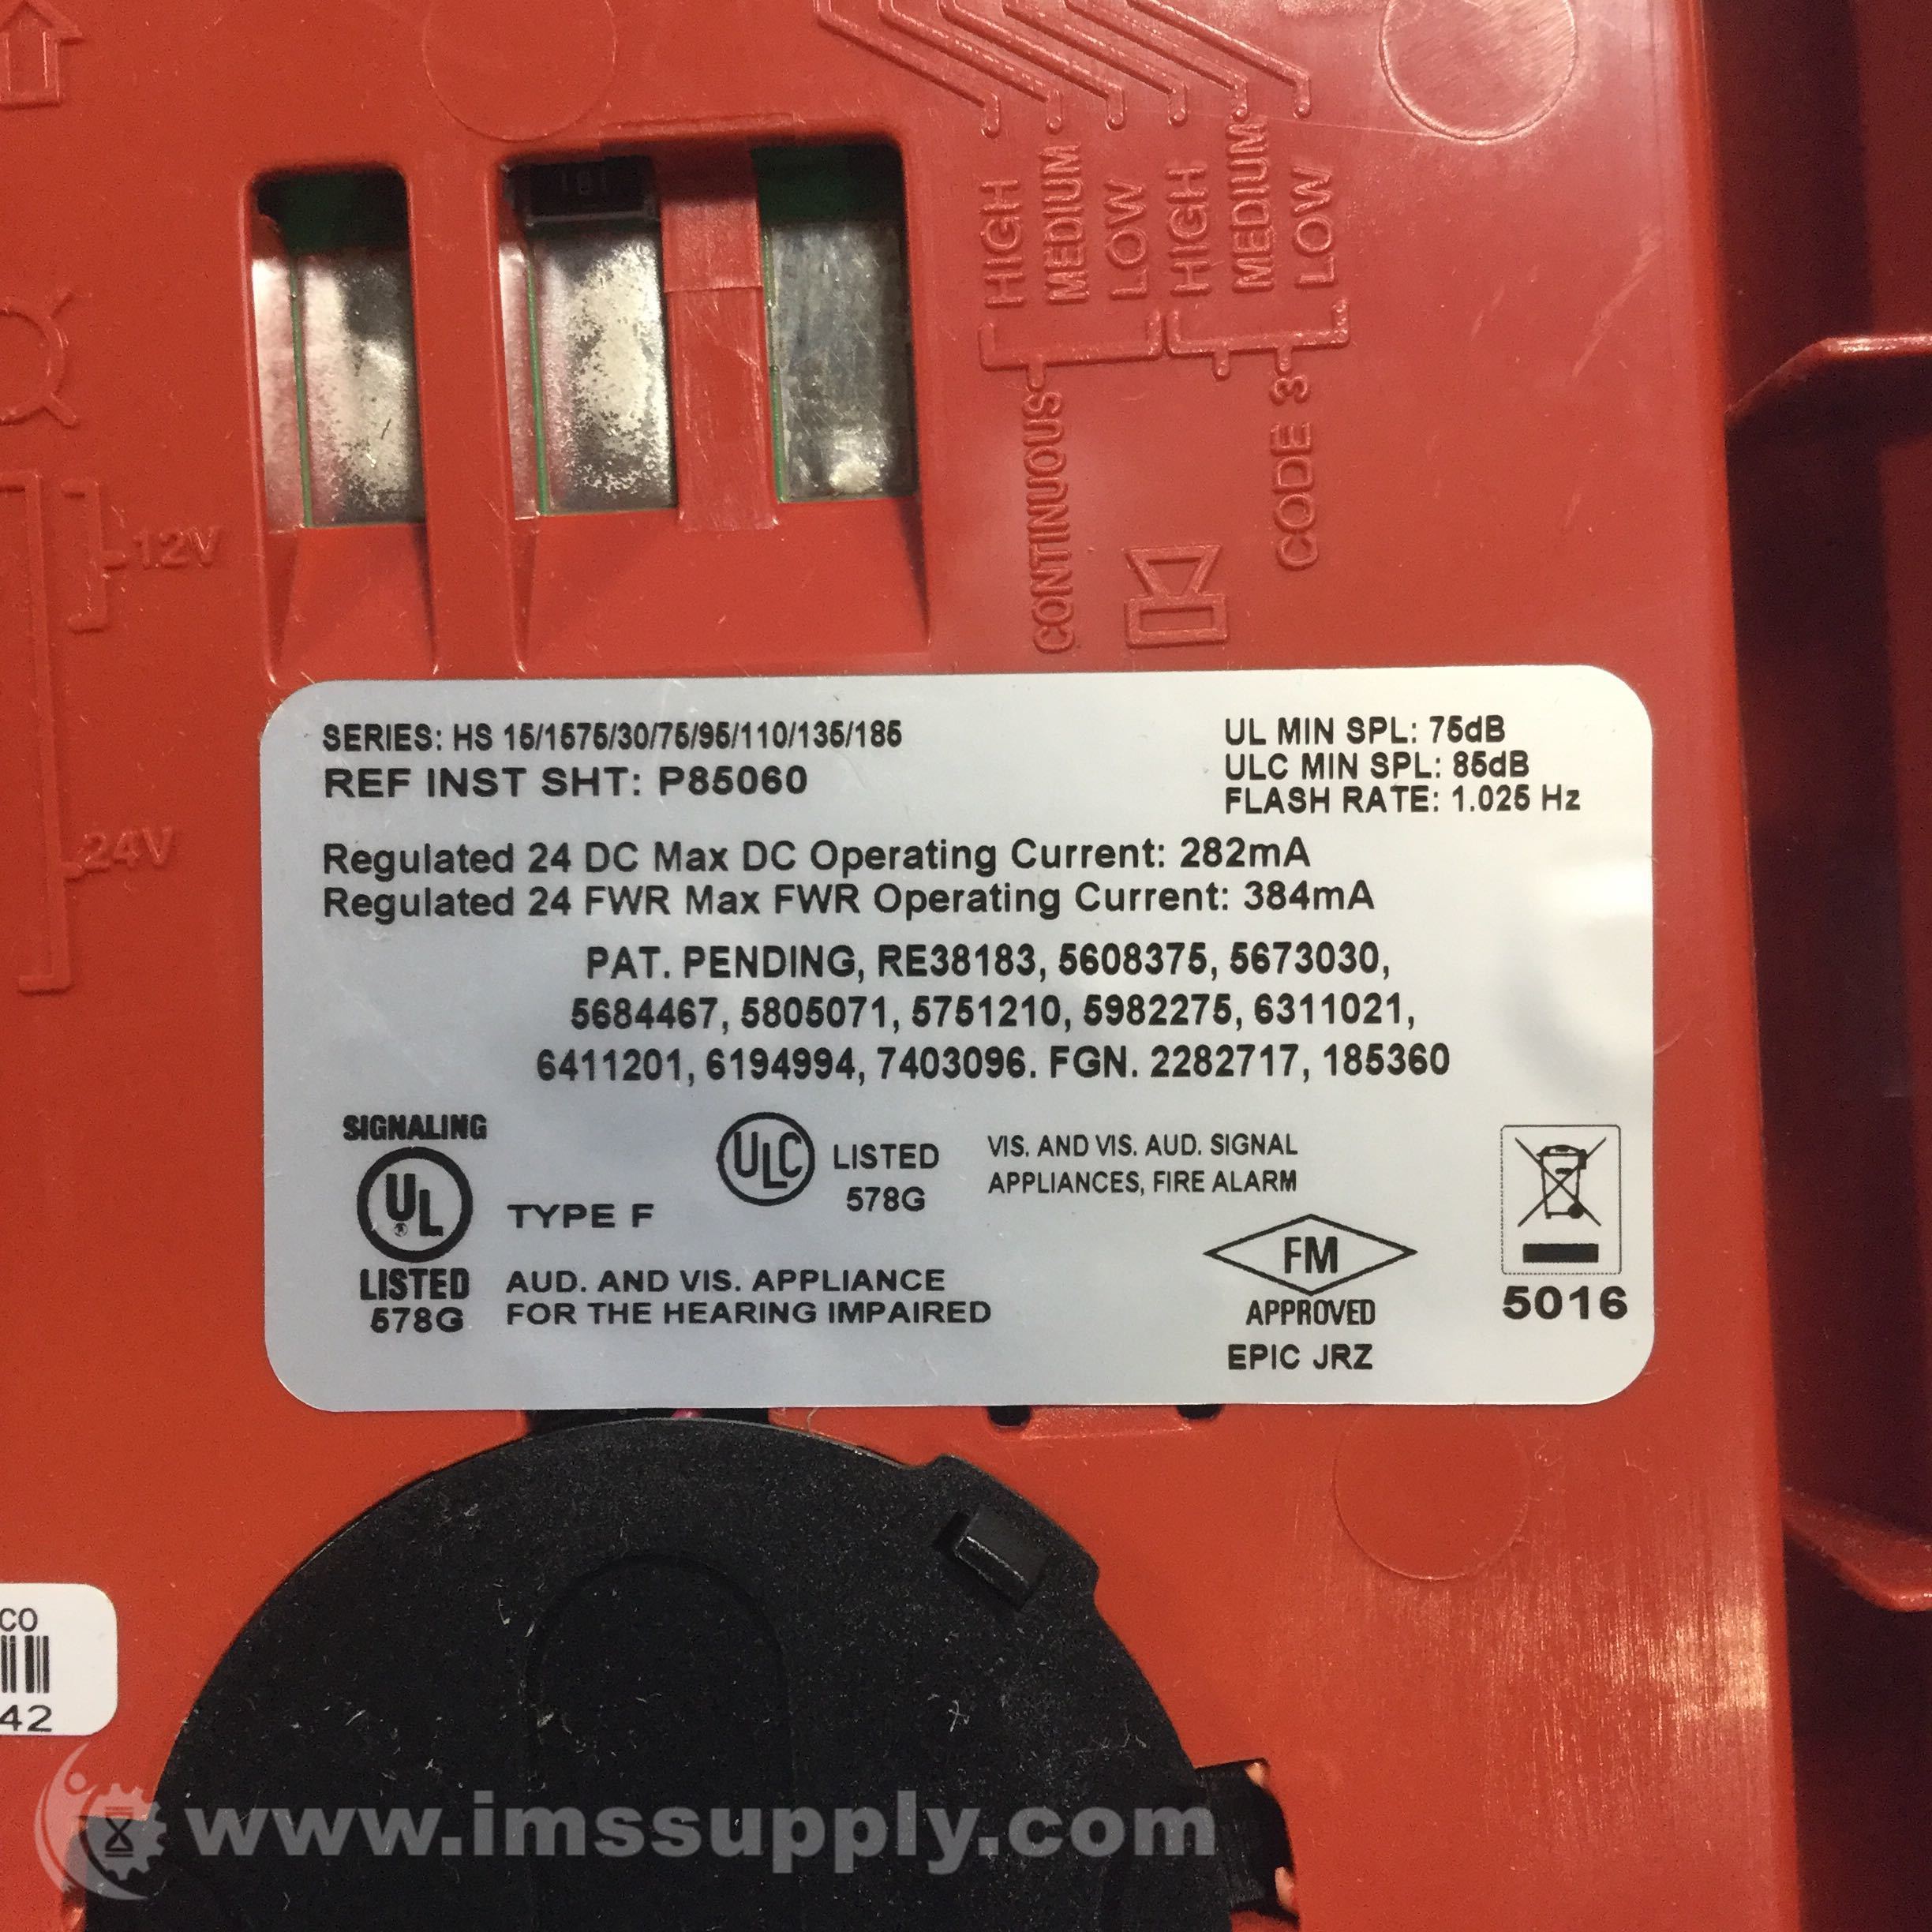 181
HIGH
MEDIUM
LOW
HIGH
MEDIUM
LOW
CONTINUOUS
CODE 3
12V
24V
SERIES: HS 15/1575/30/75/95/110/135/185
REF INST SHT: P85060
UL MIN SPL: 75dB
ULC MIN SPL: 85dB
FLASH RATE: 1.025 Hz
Regulated 24 DC Max DC Operating Current: 282mA
Regulated 24 FWR Max FWR Operating Current: 384mA
PAT. PENDING, RE38183, 5608375, 5673030,
5684467, 5805071, 5751210, 5982275, 6311021,
6411201, 6194994, 7403096. FGN. 2282717, 185360
SIGNALING
UL
®
LISTED
578G
TYPE F
AUD. AND VIS. APPLIANCE
FOR THE HEARING IMPAIRED
ULC LISTED
578G
VIS. AND VIS. AUD. SIGNAL
APPLIANCES, FIRE ALARM
FM
APPROVED
EPIC JRZ
5016
CO
42
www.imssupply.com